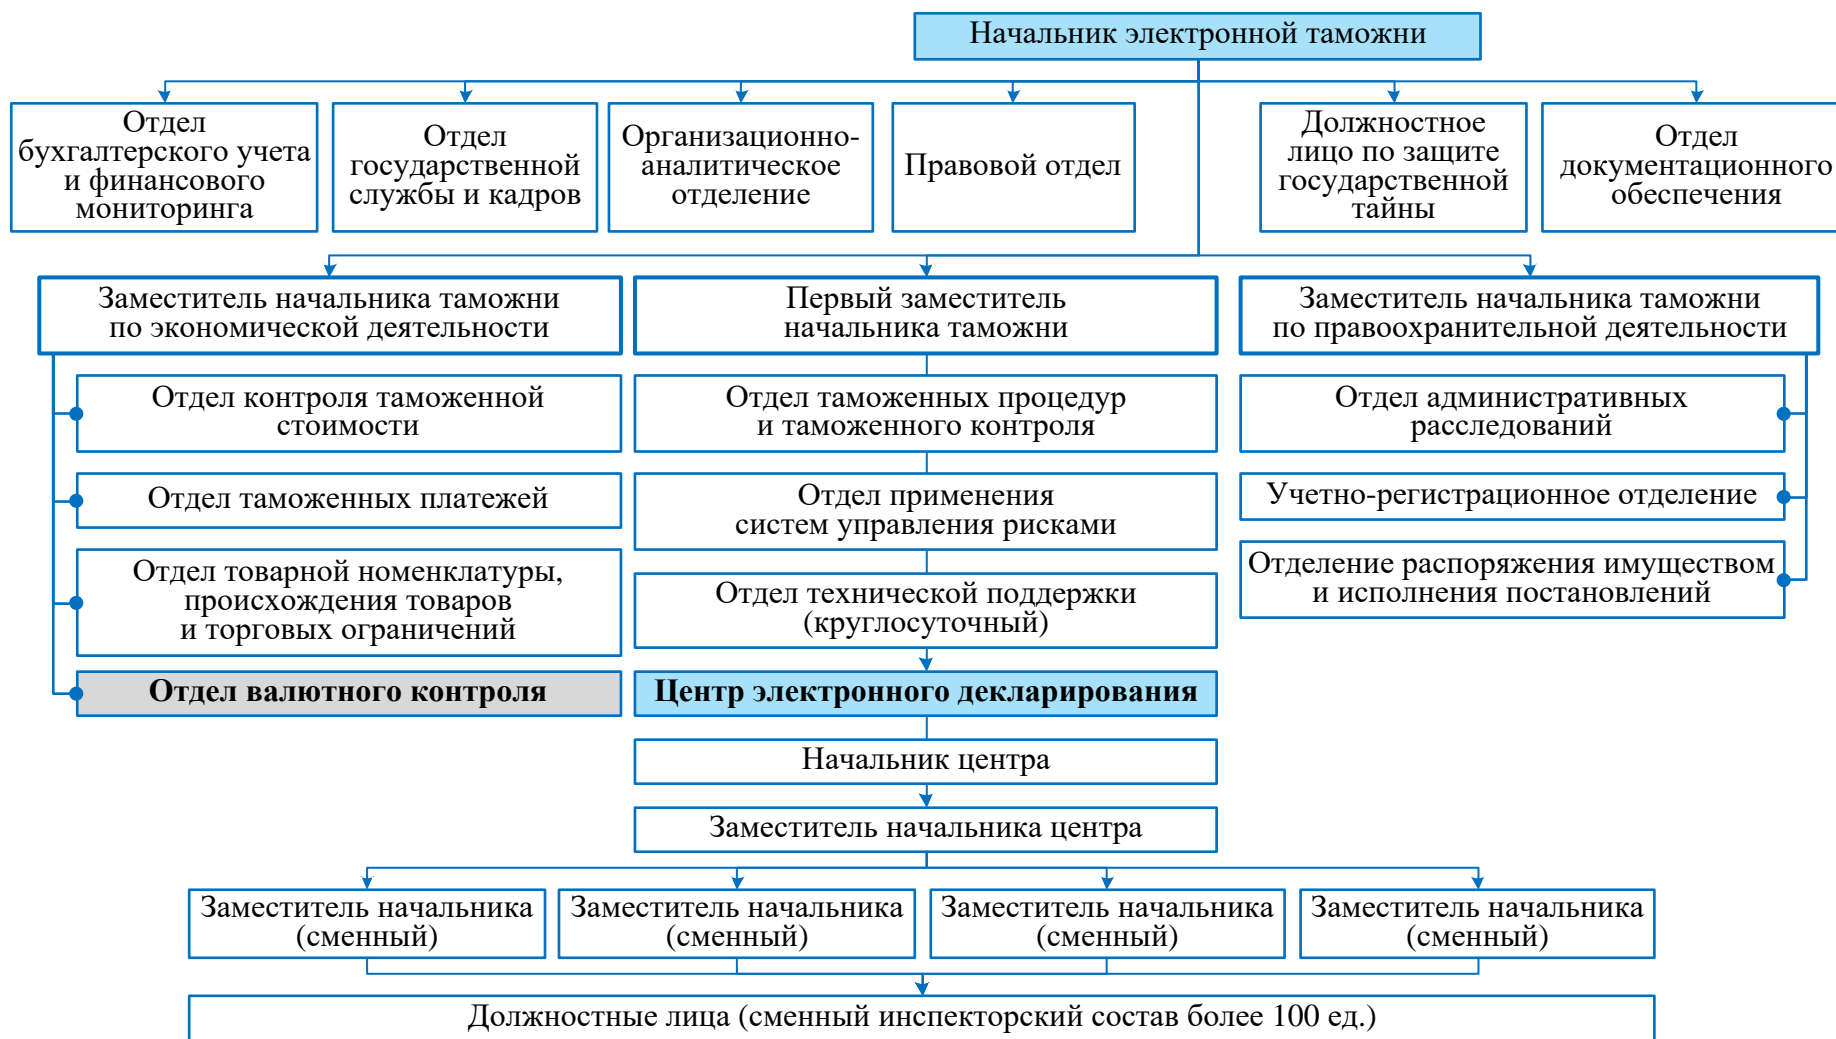 Начальник электронной таможни
Отдел
бухгалтерского учета
и финансового
мониторинга
Отдел
государственной
службы и кадров
Организационно-
аналитическое
отделение
Правовой отдел
Должностное
лицо по защите
государственной
тайны
Отдел
документационного
обеспечения
Заместитель начальника таможни
по экономической деятельности
Первый заместитель
начальника таможни
Заместитель начальника таможни
по правоохранительной деятельности
Отдел контроля таможенной
стоимости
Отдел таможенных процедур
и таможенного контроля
Отдел административных
расследований
Отдел таможенных платежей
Отдел применения
систем управления рисками
Учетно-регистрационное отделение
Отдел товарной номенклатуры,
происхождения товаров
и торговых ограничений
Отдел технической поддержки
(круглосуточный)
Отделение распоряжения имуществом
и исполнения постановлений
Отдел валютного контроля
Центр электронного декларирования
Начальник центра
Заместитель начальника центра
Заместитель начальника
(сменный)
Заместитель начальника
(сменный)
Заместитель начальника
(сменный)
Заместитель начальника
(сменный)
Должностные лица (сменный инспекторский состав более 100 ед.)